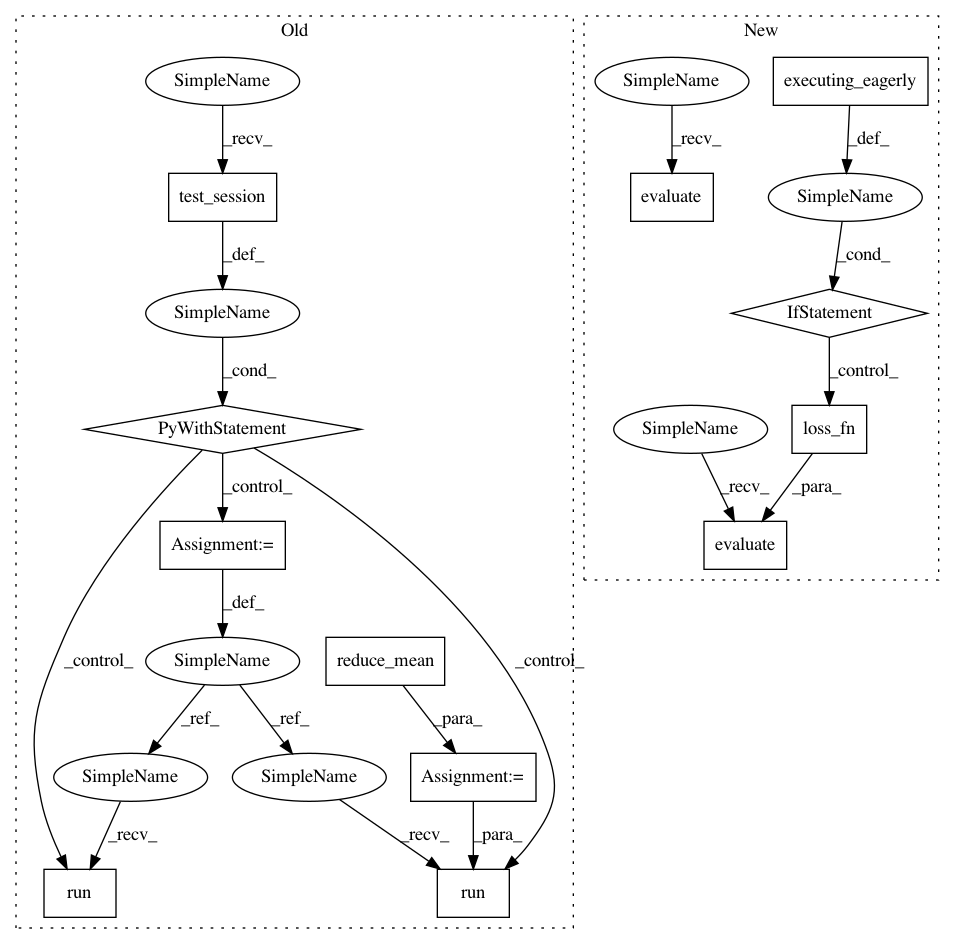 Old
New
SimpleName
SimpleName
executing_eagerly
_recv_
_recv_
_def_
test_session
evaluate
SimpleName
_def_
_cond_
SimpleName
IfStatement
_cond_
_control_
PyWithStatement
SimpleName
loss_fn
_control_
_recv_
_para_
Assignment:=
evaluate
_def_
_control_
SimpleName
reduce_mean
_control_
_ref_
_ref_
_para_
SimpleName
SimpleName
Assignment:=
_recv_
_recv_
_para_
run
run